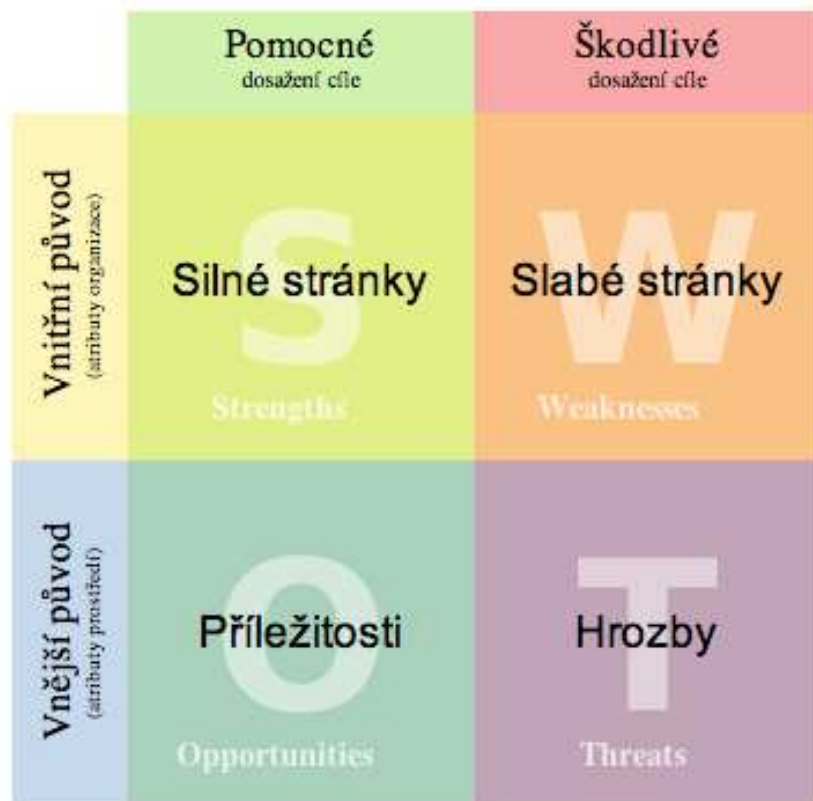 Pomocné
dosažení cíle
Škodlivé
dosažení cíle
Vnitřní původ
(atributy organizace)
S
Silné stránky
Strengths
W
Slabé stránky
Weaknesses
Vnější původ
(atributy prostředí)
O
Příležitosti
Opportunities
T
Hrozby
Threats